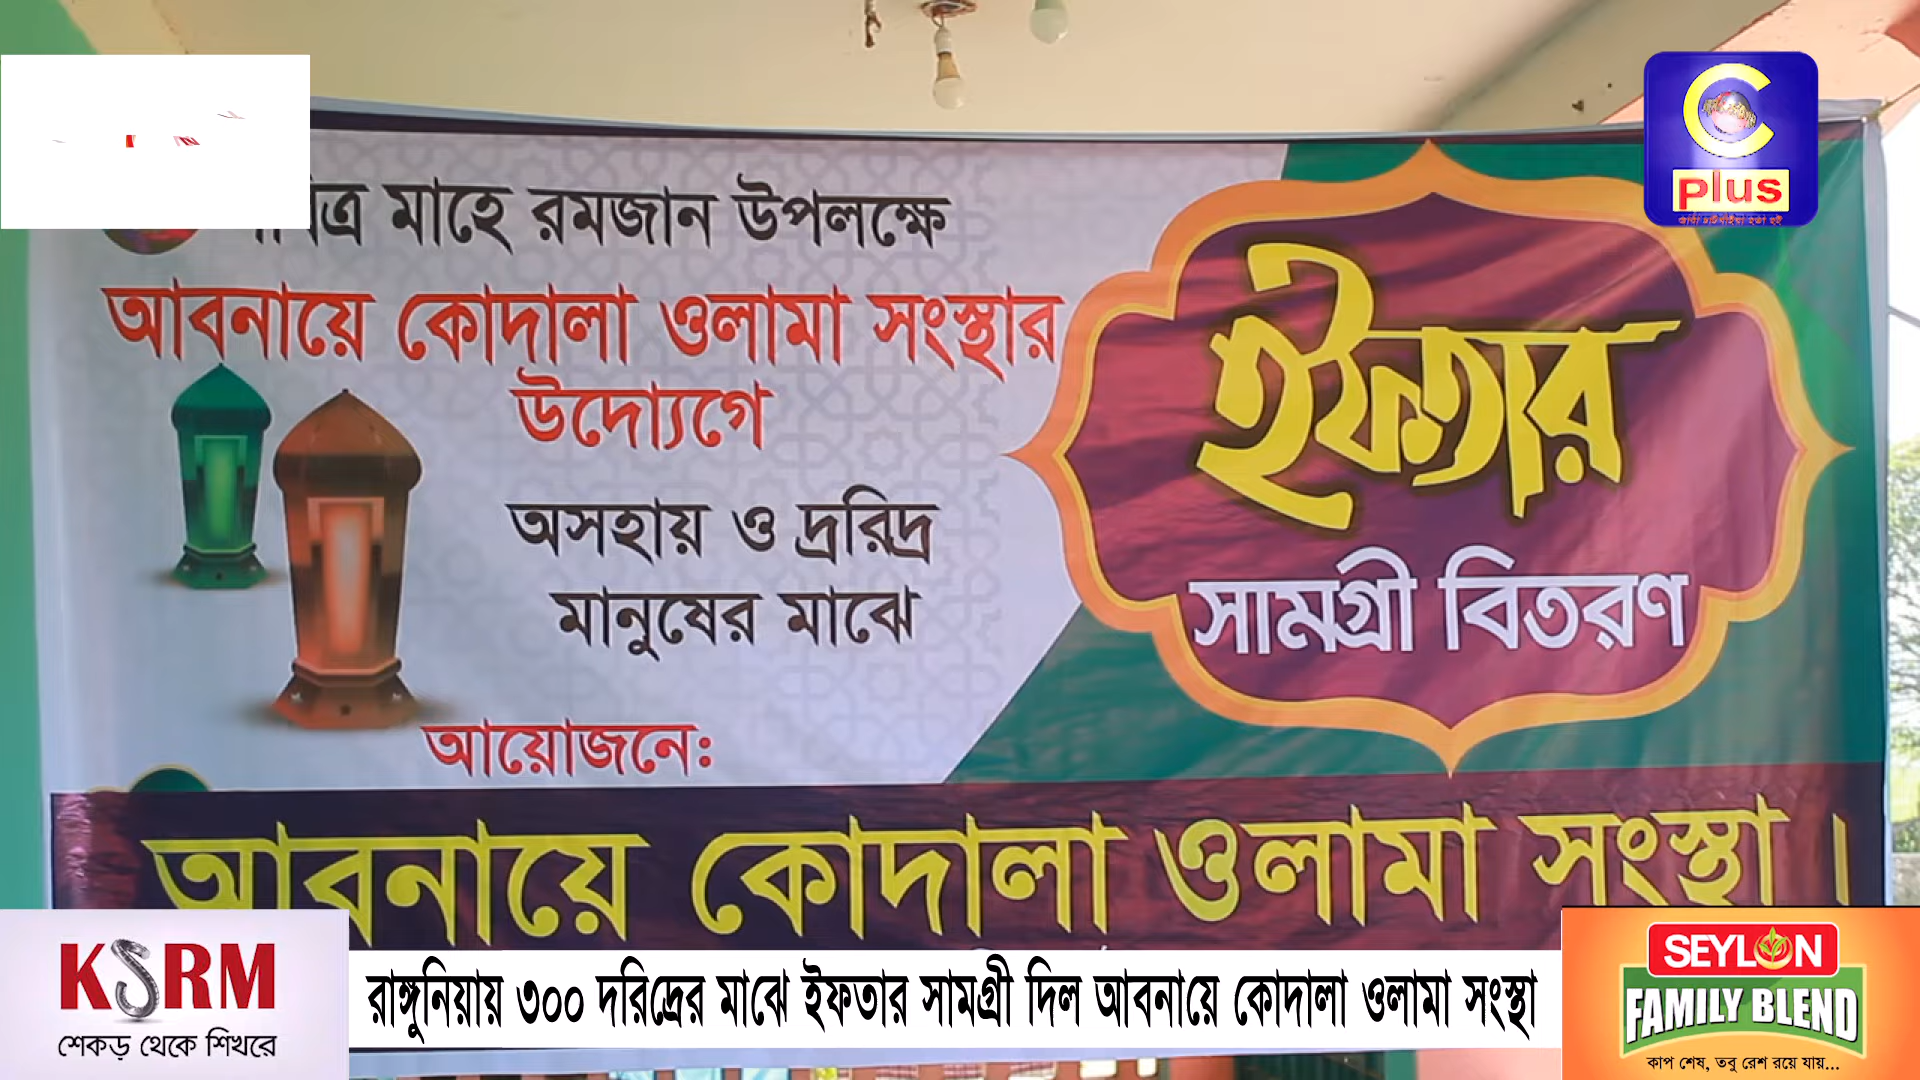 মাহে রমজান উপলক্ষে
আবনায়ে কোদালা ওলামা সংস্থার
উদ্যোগে
অসহায় ও দ্ররিদ্র
মানুষের মাঝে
আয়োজনে:
ইফতার
সামগ্রী বিতরণ
আবনায়ে কোদালা ওলামা সংস্থা ।
C
plus
KSRM
শেকড় থেকে শিখরে
রাঙ্গুনিয়ায় ৩০০ দরিদ্রের মাঝে ইফতার সামগ্রী দিল আবনায়ে কোদালা ওলামা সংস্থা
SEYLON
FAMILY BLEND
কাপ শেষ, তবু রেশ রয়ে যায়...